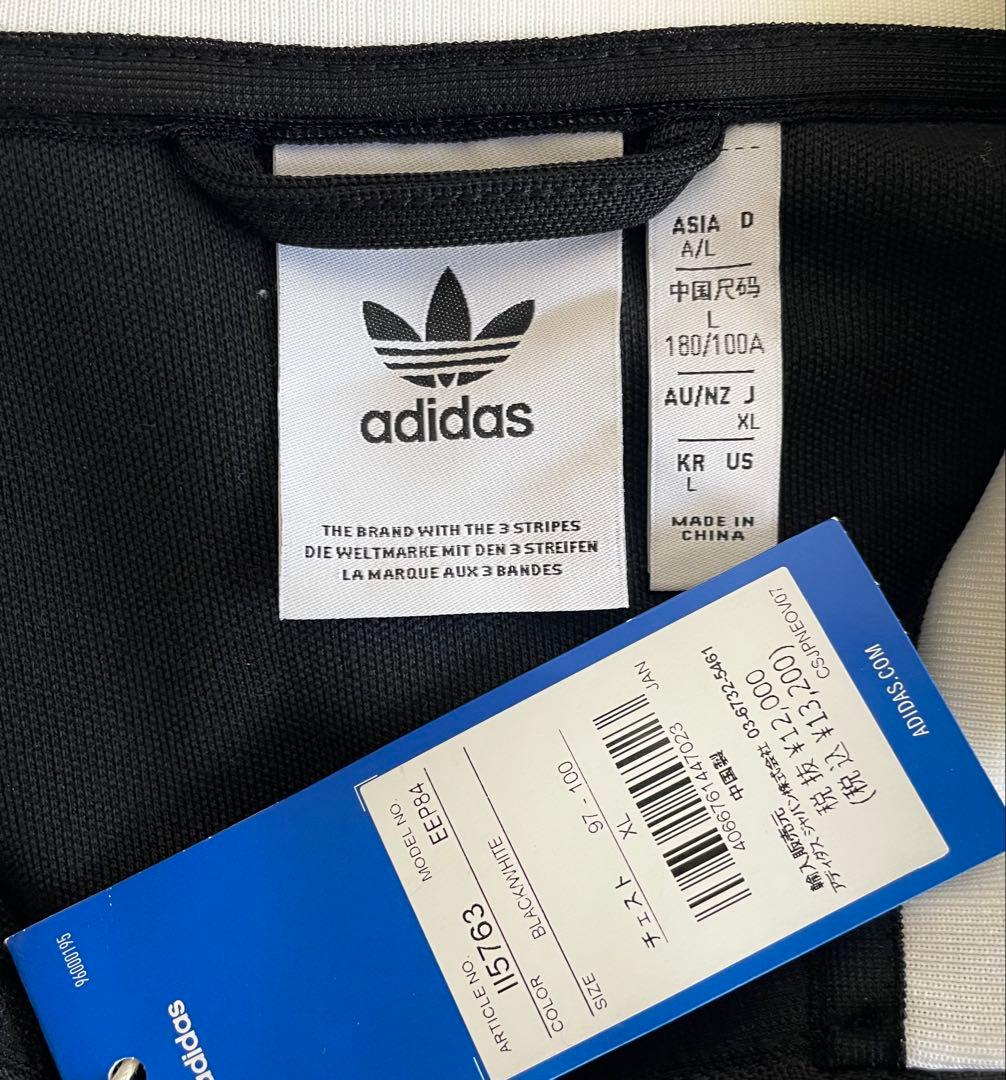 adidas
THE BRAND WITH THE 3 STRIPES
DIE WELTMARKE MIT DEN 3 STREIFEN
LA MARQUE AUX 3 BANDES
ASIA D
A/L
中国尺码
L
180/100A
AU/NZ J
XL
KR US
L
MADE IN
CHINA
ADIDAS.COM
MODEL NO.
EEP84
ARTICLE NO.
II5763
COLOR BLACK/WHITE
SIZE
チェスト 97 - 100
XL
JAN
4066761447023
中国製
輸入販売元
アディダス ジャパン株式会社 03-6732-5461
税抜 ¥12,000
(税込 ¥13,200)
CSJPNEOV07
96000195
adidas